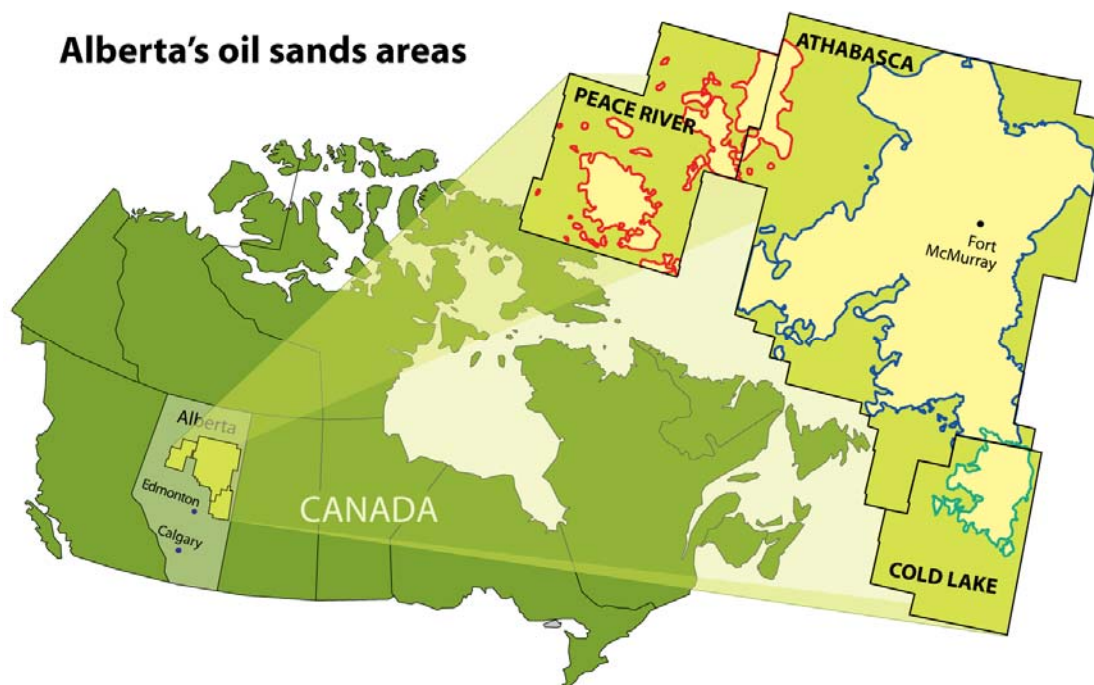 Alberta's oil sands areas
ATHABASCA
PEACE RIVER
Fort
McMurray
Alberta
Edmonton
CANADA
Calgary
COLD LAKE